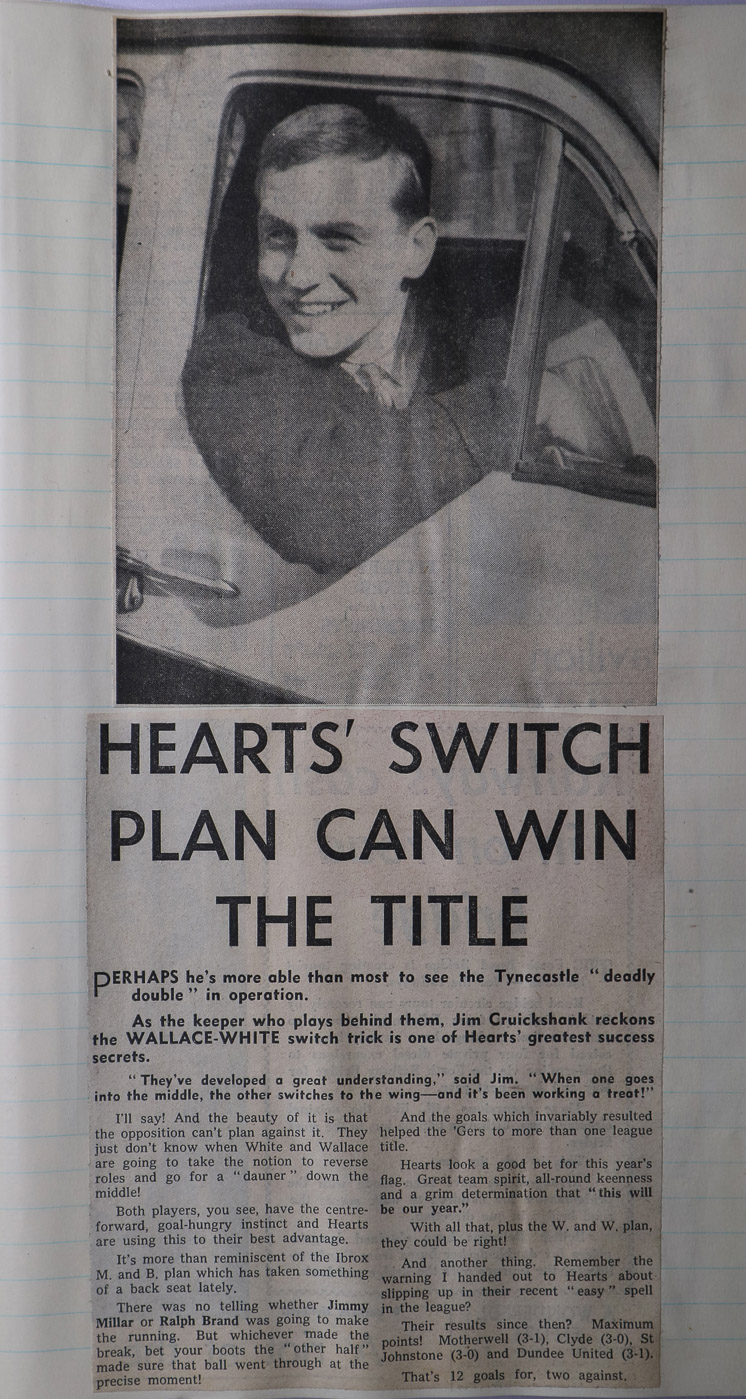 HEARTS' SWITCH
PLAN CAN WIN
THE TITLE
PERHAPS he's more able than most to see the Tynecastle "deadly
double" in operation.
As the keeper who plays behind them, Jim Cruickshank reckons
the WALLACE-WHITE switch trick is one of Hearts' greatest success
secrets.
"They've developed a great understanding," said Jim. "When one goes
into the middle, the other switches to the wing—and it's been working a treat!"
I'll say! And the beauty of it is that
the opposition can't plan against it. They
just don't know when White and Wallace
are going to take the notion to reverse
roles and go for a "dauner" down the
middle!
Both players, you see, have the centre-
forward, goal-hungry instinct and Hearts
are using this to their best advantage.
It's more than reminiscent of the Ibrox
M. and B. plan which has taken something
of a back seat lately.
There was no telling whether Jimmy
Millar or Ralph Brand was going to make
the running. But whichever made the
break, bet your boots the "other half"
made sure that ball went through at the
precise moment!
And the goals which invariably resulted
helped the 'Gers to more than one league
title.
Hearts look a good bet for this year's
flag. Great team spirit, all-round keenness
and a grim determination that "this will
be our year."
With all that, plus the W. and W. plan,
they could be right!
And another thing. Remember the
warning I handed out to Hearts about
slipping up in their recent "easy" spell
in the league?
Their results since then? Maximum
points! Motherwell (3-1), Clyde (3-0), St
Johnstone (3-0) and Dundee United (3-1).
That's 12 goals for, two against.